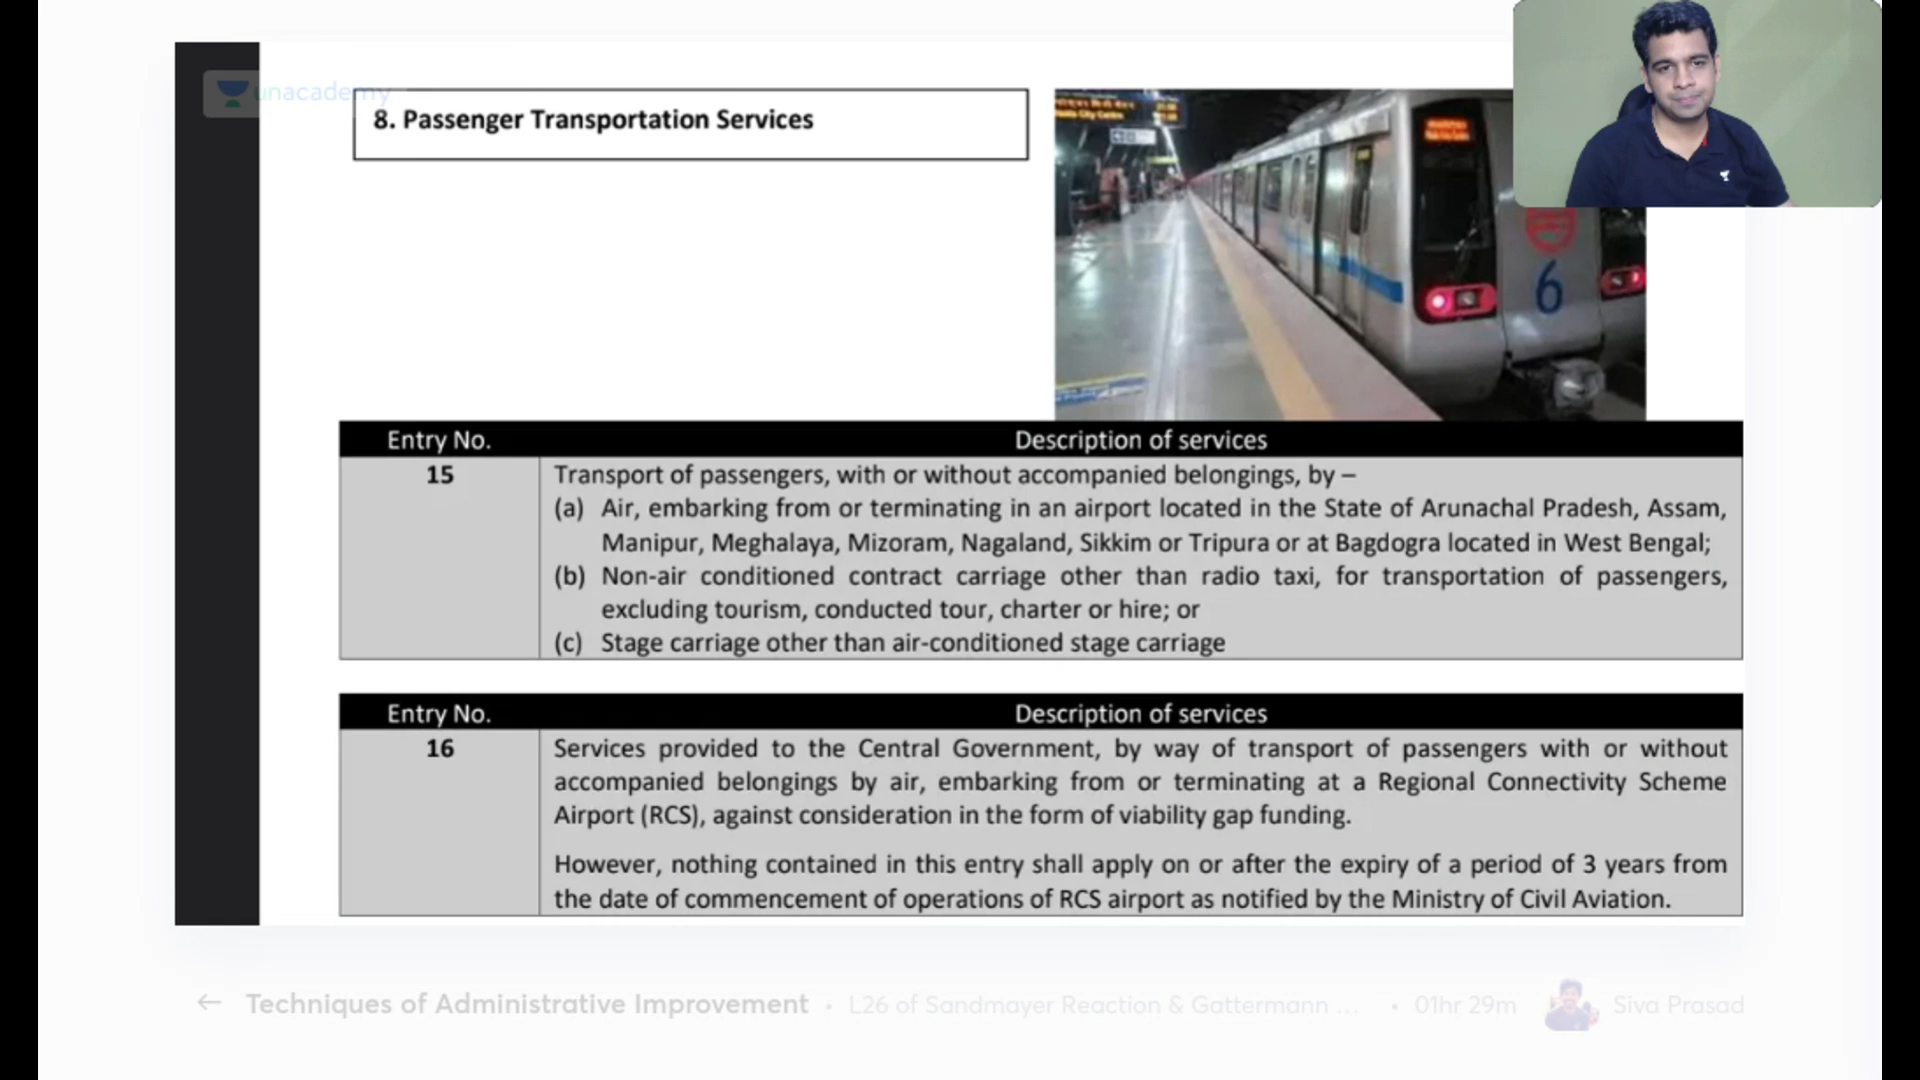 unacademy
8. Passenger Transportation Services
6
Entry No. Description of services
15 Transport of passengers, with or without accompanied belongings, by –
(a) Air, embarking from or terminating in an airport located in the State of Arunachal Pradesh, Assam,
Manipur, Meghalaya, Mizoram, Nagaland, Sikkim or Tripura or at Bagdogra located in West Bengal;
(b) Non-air conditioned contract carriage other than radio taxi, for transportation of passengers,
excluding tourism, conducted tour, charter or hire; or
(c) Stage carriage other than air-conditioned stage carriage
Entry No. Description of services
16 Services provided to the Central Government, by way of transport of passengers with or without
accompanied belongings by air, embarking from or terminating at a Regional Connectivity Scheme
Airport (RCS), against consideration in the form of viability gap funding.
However, nothing contained in this entry shall apply on or after the expiry of a period of 3 years from
the date of commencement of operations of RCS airport as notified by the Ministry of Civil Aviation.
Techniques of Administrative Improvement • L26 of Sandmayer Reaction & Gattermann ... • 01hr 29m Siva Prasad